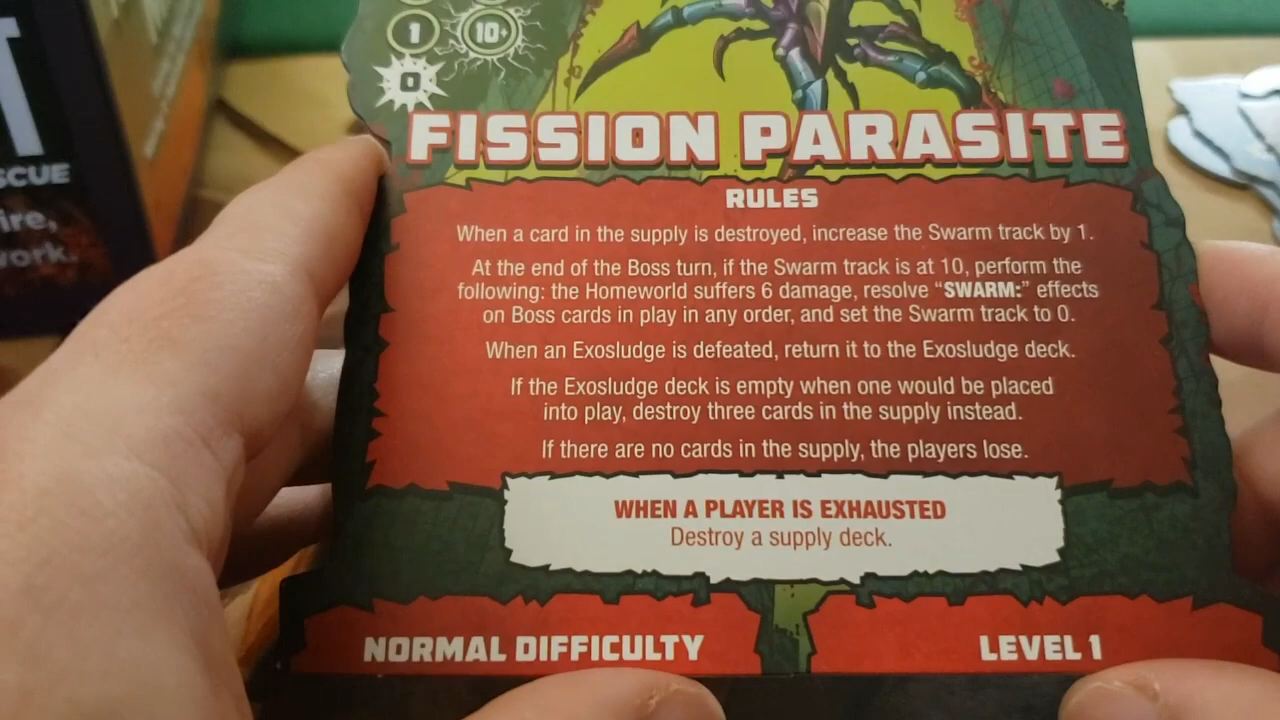 T
SCUE
ire,
work.
1
10+
0
FISSION PARASITE
RULES
When a card in the supply is destroyed, increase the Swarm track by 1.
At the end of the Boss turn, if the Swarm track is at 10, perform the
following: the Homeworld suffers 6 damage, resolve “SWARM:” effects
on Boss cards in play in any order, and set the Swarm track to 0.
When an Exosludge is defeated, return it to the Exosludge deck.
If the Exosludge deck is empty when one would be placed
into play, destroy three cards in the supply instead.
If there are no cards in the supply, the players lose.
WHEN A PLAYER IS EXHAUSTED
Destroy a supply deck.
NORMAL DIFFICULTY
LEVEL 1